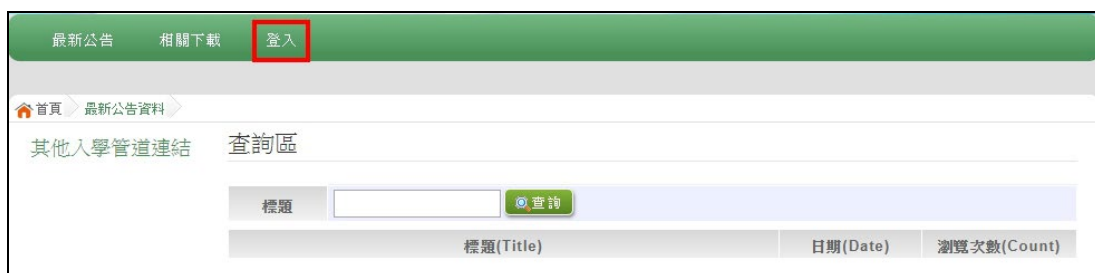 最新公告 相關下載 登入
首頁 最新公告資料
其他入學管道連結 查詢區
標題 查詢
標題(Title) 日期(Date) 瀏覽次數(Count)